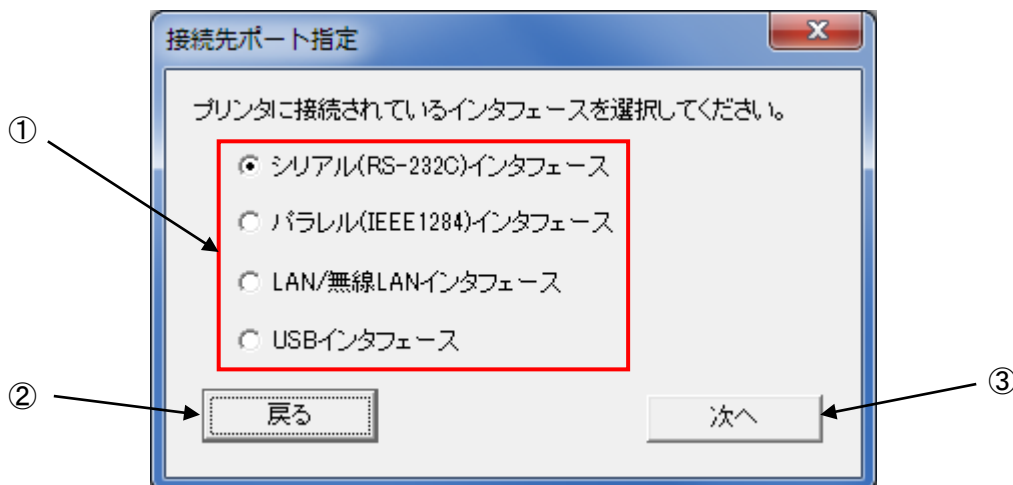 接続先ポート指定
プリンタに接続されているインタフェースを選択してください。
①
シリアル(RS-232C)インタフェース
パラレル(IEEE1284)インタフェース
LAN/無線LANインタフェース
USBインタフェース
② 戻る 次へ ③